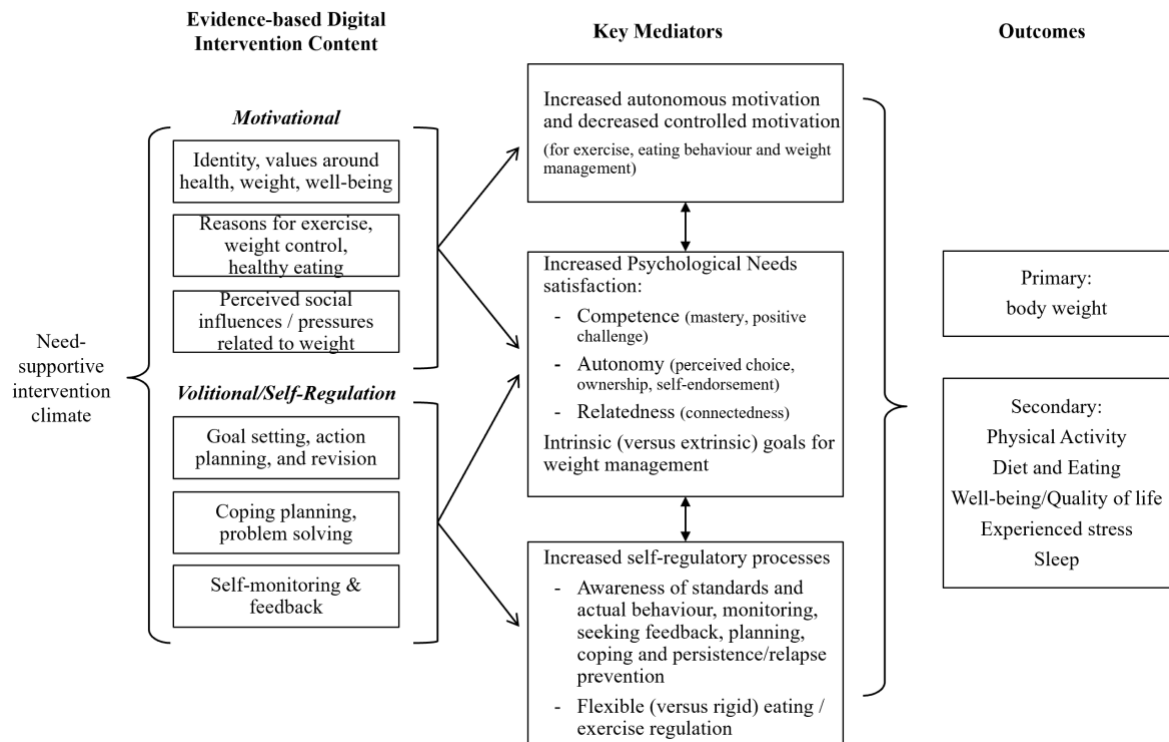 Evidence-based Digital
Intervention Content
Key Mediators
Outcomes
Need-
supportive
intervention
climate
Motivational
Identity, values around
health, weight, well-being
Reasons for exercise,
weight control,
healthy eating
Perceived social
influences / pressures
related to weight
Volitional/Self-Regulation
Goal setting, action
planning, and revision
Coping planning,
problem solving
Self-monitoring &
feedback
Increased autonomous motivation
and decreased controlled motivation
(for exercise, eating behaviour and weight
management)
Increased Psychological Needs
satisfaction:
- Competence (mastery, positive
challenge)
- Autonomy (perceived choice,
ownership, self-endorsement)
- Relatedness (connectedness)
Intrinsic (versus extrinsic) goals for
weight management
Increased self-regulatory processes
- Awareness of standards and
actual behaviour, monitoring,
seeking feedback, planning,
coping and persistence/relapse
prevention
- Flexible (versus rigid) eating /
exercise regulation
Primary:
body weight
Secondary:
Physical Activity
Diet and Eating
Well-being/Quality of life
Experienced stress
Sleep